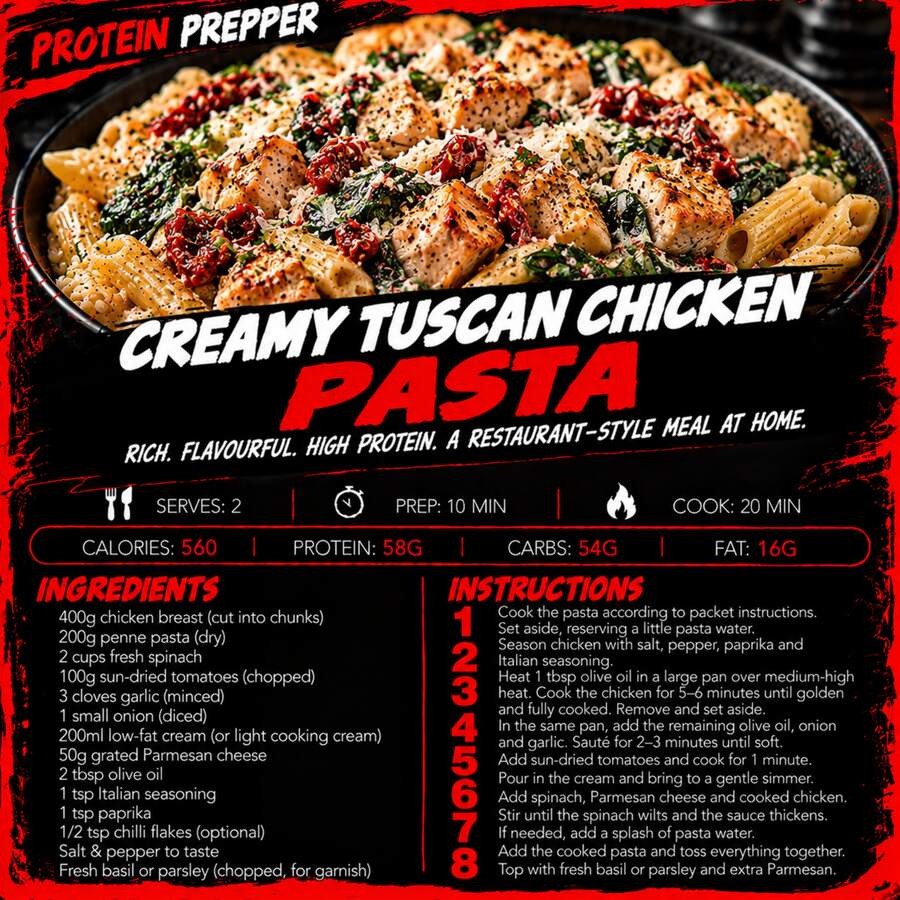 PROTEIN PREPPER
CREAMY TUSCAN CHICKEN
PASTA
RICH. FLAVOURFUL. HIGH PROTEIN. A RESTAURANT-STYLE MEAL AT HOME.
SERVES: 2
PREP: 10 MIN
COOK: 20 MIN
CALORIES: 560
PROTEIN: 58G
CARBS: 54G
FAT: 16G
INGREDIENTS
400g chicken breast (cut into chunks)
200g penne pasta (dry)
2 cups fresh spinach
100g sun-dried tomatoes (chopped)
3 cloves garlic (minced)
1 small onion (diced)
200ml low-fat cream (or light cooking cream)
50g grated Parmesan cheese
2 tbsp olive oil
1 tsp Italian seasoning
1 tsp paprika
1/2 tsp chilli flakes (optional)
Salt & pepper to taste
Fresh basil or parsley (chopped, for garnish)
INSTRUCTIONS
1
Cook the pasta according to packet instructions.
Set aside, reserving a little pasta water.
2
Season chicken with salt, pepper, paprika and
Italian seasoning.
3
Heat 1 tbsp olive oil in a large pan over medium-high
heat. Cook the chicken for 5–6 minutes until golden
and fully cooked. Remove and set aside.
4
In the same pan, add the remaining olive oil, onion
and garlic. Sauté for 2–3 minutes until soft.
5
Add sun-dried tomatoes and cook for 1 minute.
Pour in the cream and bring to a gentle simmer.
6
Add spinach, Parmesan cheese and cooked chicken.
Stir until the spinach wilts and the sauce thickens.
7
If needed, add a splash of pasta water.
Add the cooked pasta and toss everything together.
8
Top with fresh basil or parsley and extra Parmesan.